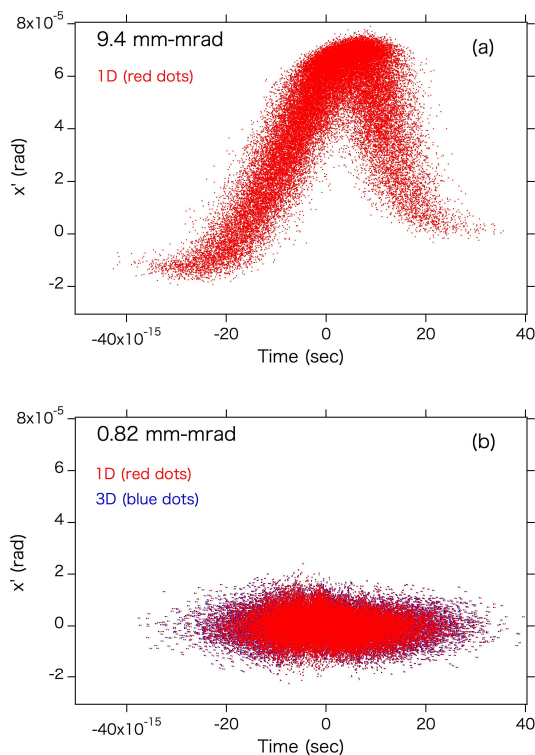 8x10⁻⁵
9.4 mm-mrad
(a)
1D (red dots)
6
4
2
0
-2
x' (rad)
-40x10⁻¹⁵
-20
0
20
40
Time (sec)
8x10⁻⁵
0.82 mm-mrad
(b)
1D (red dots)
3D (blue dots)
6
4
2
0
-2
x' (rad)
-40x10⁻¹⁵
-20
0
20
40
Time (sec)